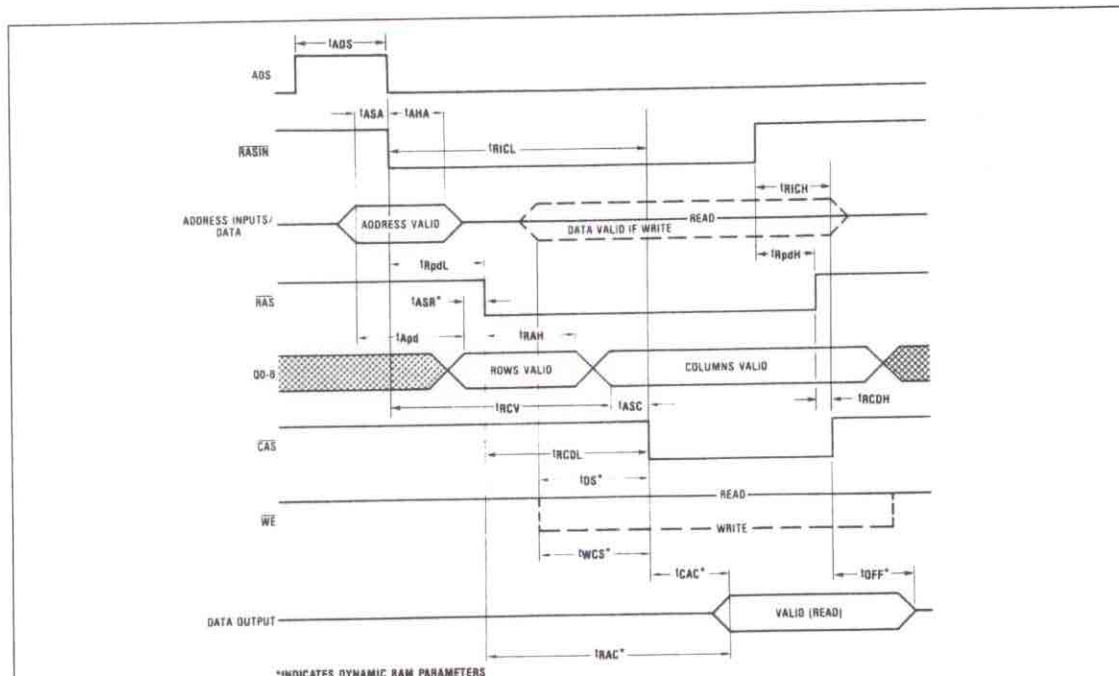 tADS
ADS
tASA
tAHA
RASIN
tRICL
tRICH
ADDRESS INPUTS/
DATA
ADDRESS VALID
READ
DATA VALID IF WRITE
tRpdL
tRpdH
RAS
tASR*
tApd
tRAH
Q0-8
ROWS VALID
COLUMNS VALID
tRCV
tASC
tRCDH
CAS
tRCDL
tDS*
READ
WE
WRITE
tWCS*
tCAC*
tOFF*
DATA OUTPUT
VALID (READ)
tRAC*
*INDICATES DYNAMIC RAM PARAMETERS